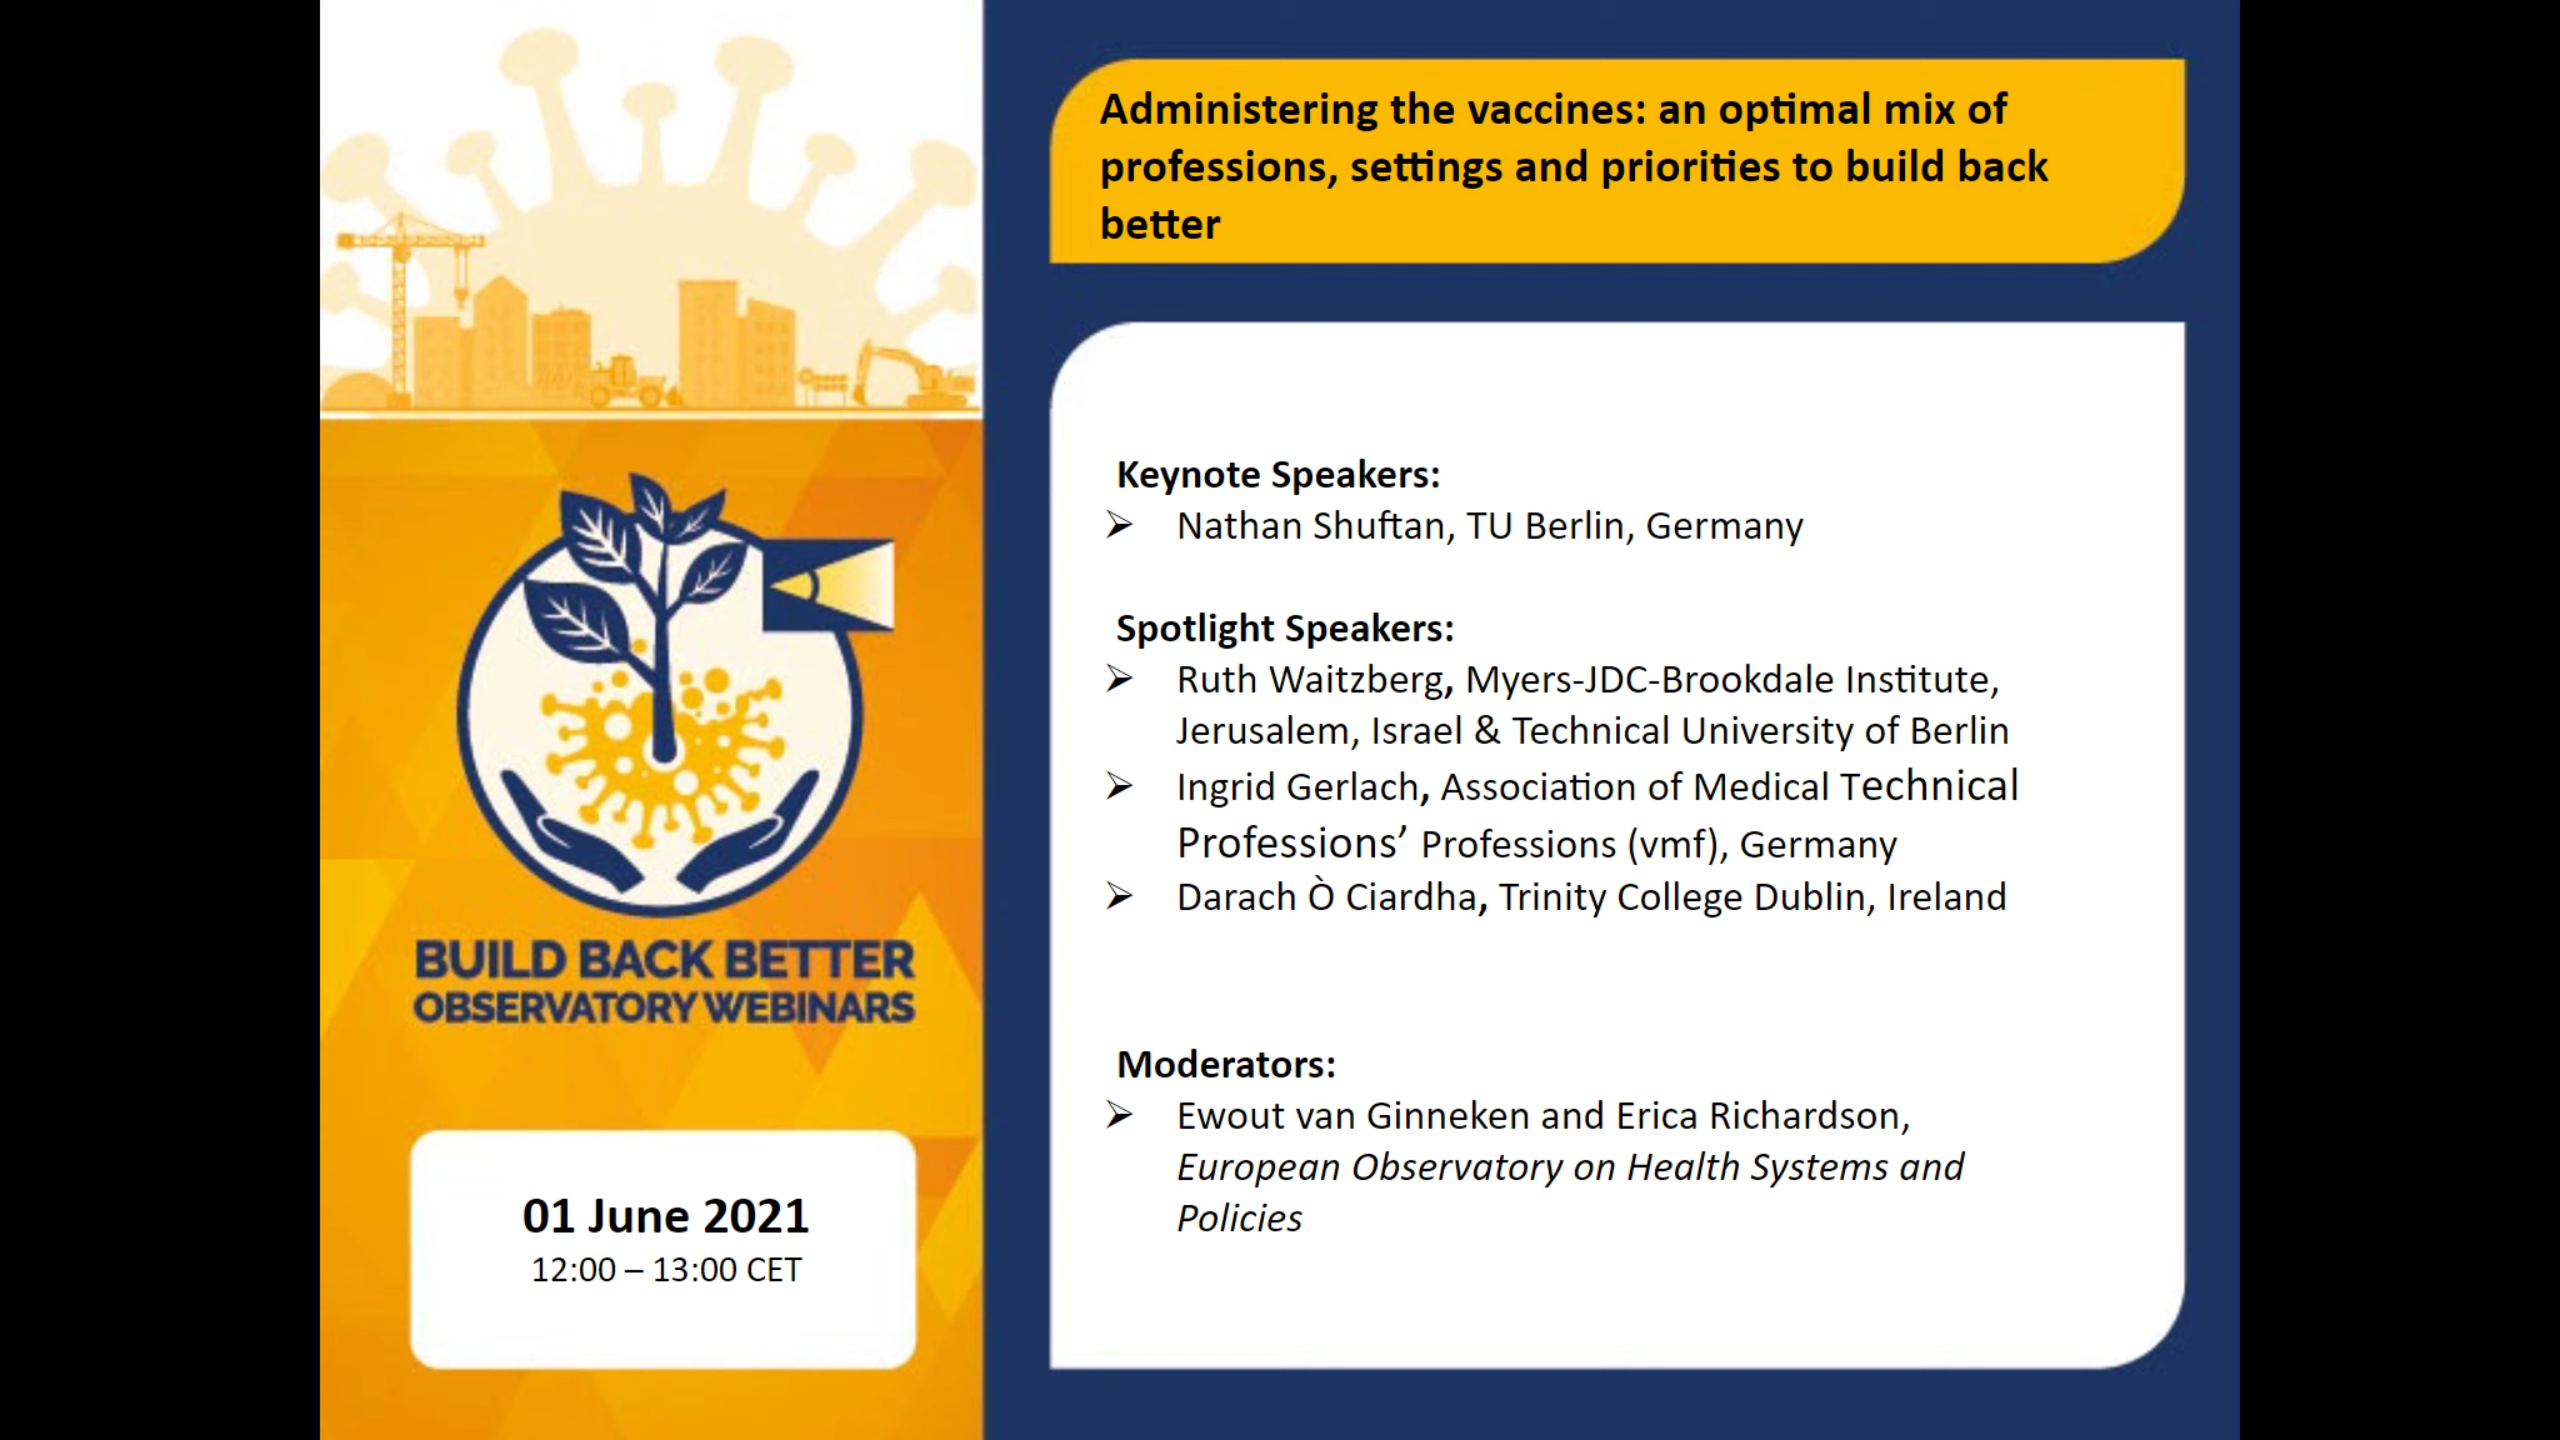 Administering the vaccines: an optimal mix of
professions, settings and priorities to build back
better
Keynote Speakers:
➢ Nathan Shuftan, TU Berlin, Germany
Spotlight Speakers:
➢ Ruth Waitzberg, Myers-JDC-Brookdale Institute,
Jerusalem, Israel & Technical University of Berlin
➢ Ingrid Gerlach, Association of Medical Technical
Professions’ Professions (vmf), Germany
➢ Darach Ò Ciardha, Trinity College Dublin, Ireland
Moderators:
➢ Ewout van Ginneken and Erica Richardson,
European Observatory on Health Systems and
Policies
BUILD BACK BETTER
OBSERVATORY WEBINARS
01 June 2021
12:00 – 13:00 CET